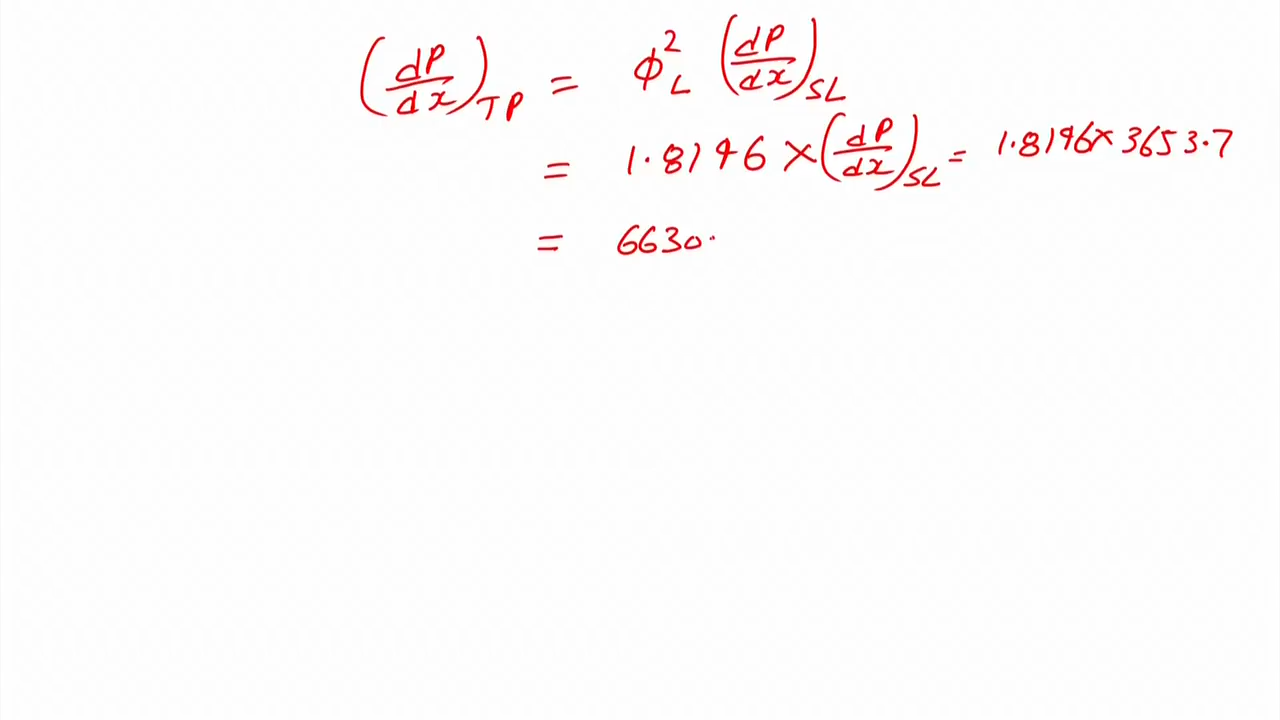 (dP/dx)_TP = ϕ_L^2 (dP/dx)_SL
= 1.8146 × (dP/dx)_SL = 1.8146 × 3653.7
= 6630.